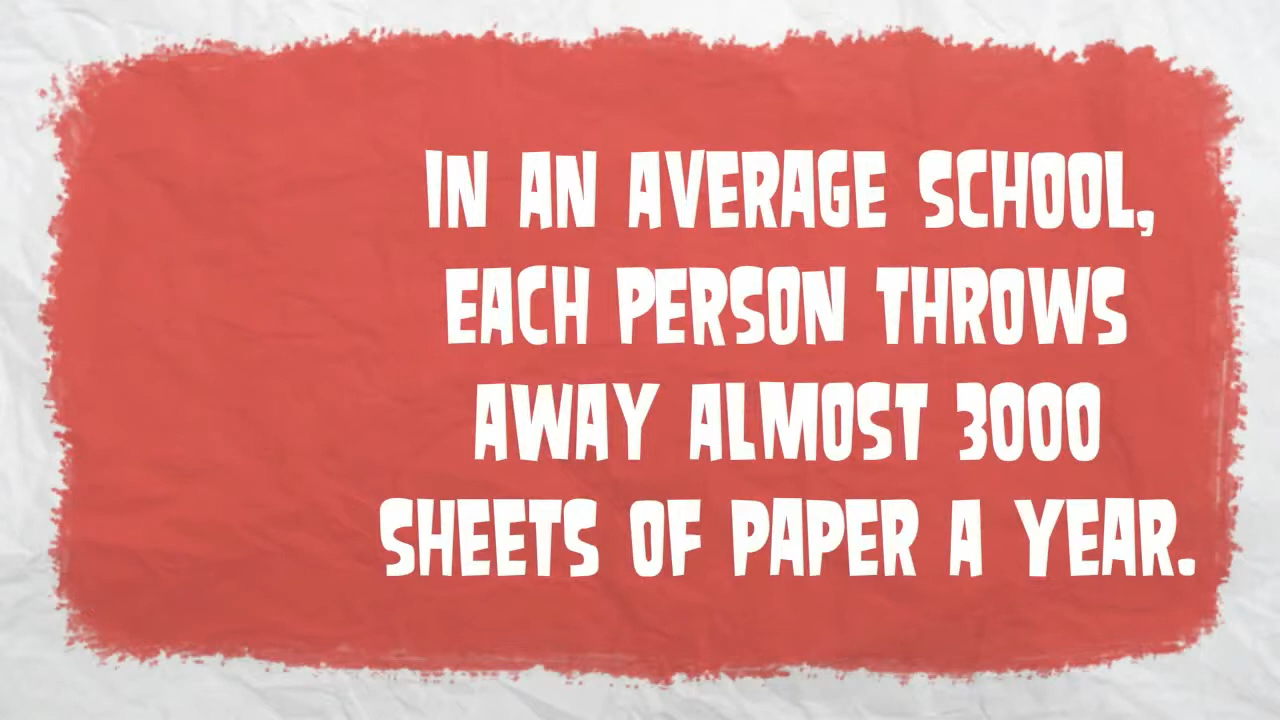 IN AN AVERAGE SCHOOL,
EACH PERSON THROWS
AWAY ALMOST 3000
SHEETS OF PAPER A YEAR.